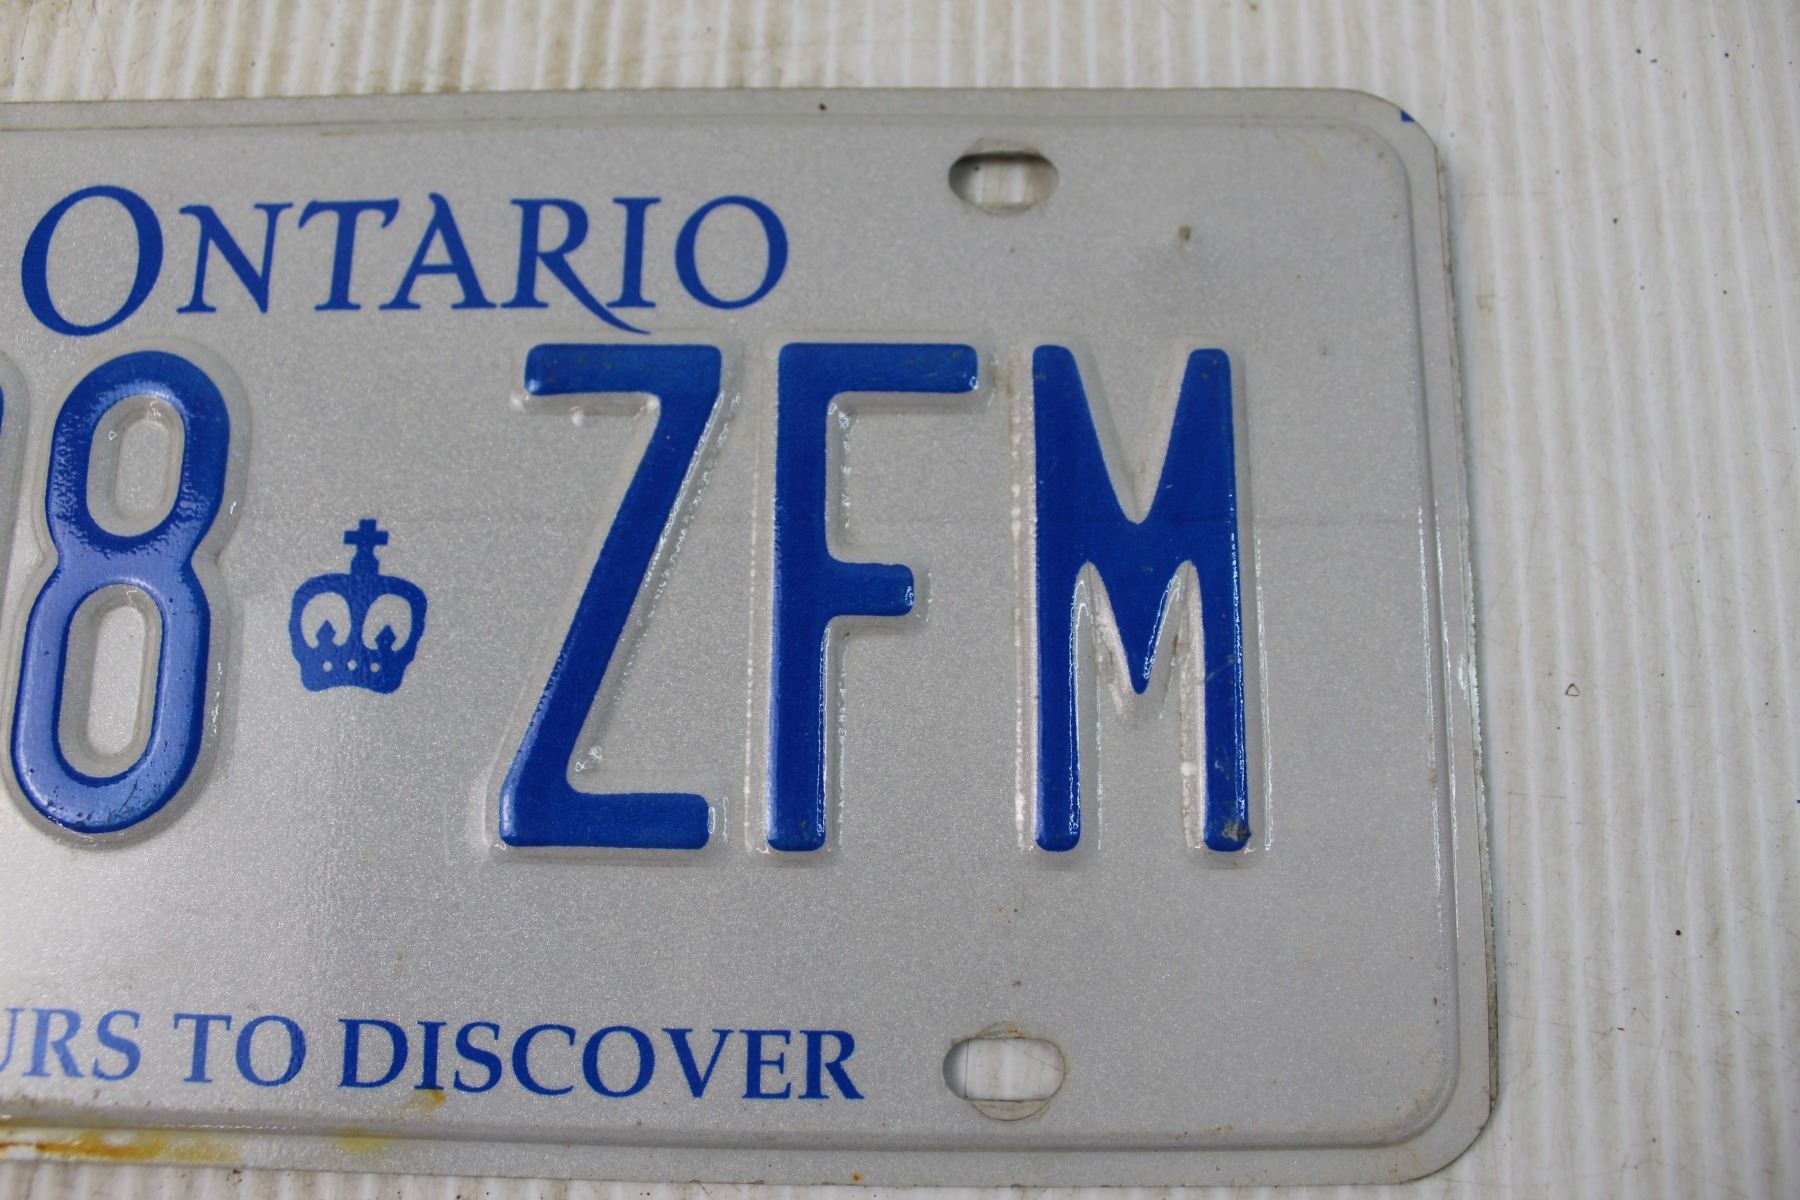 ONTARIO
8 ZFM
URS TO DISCOVER